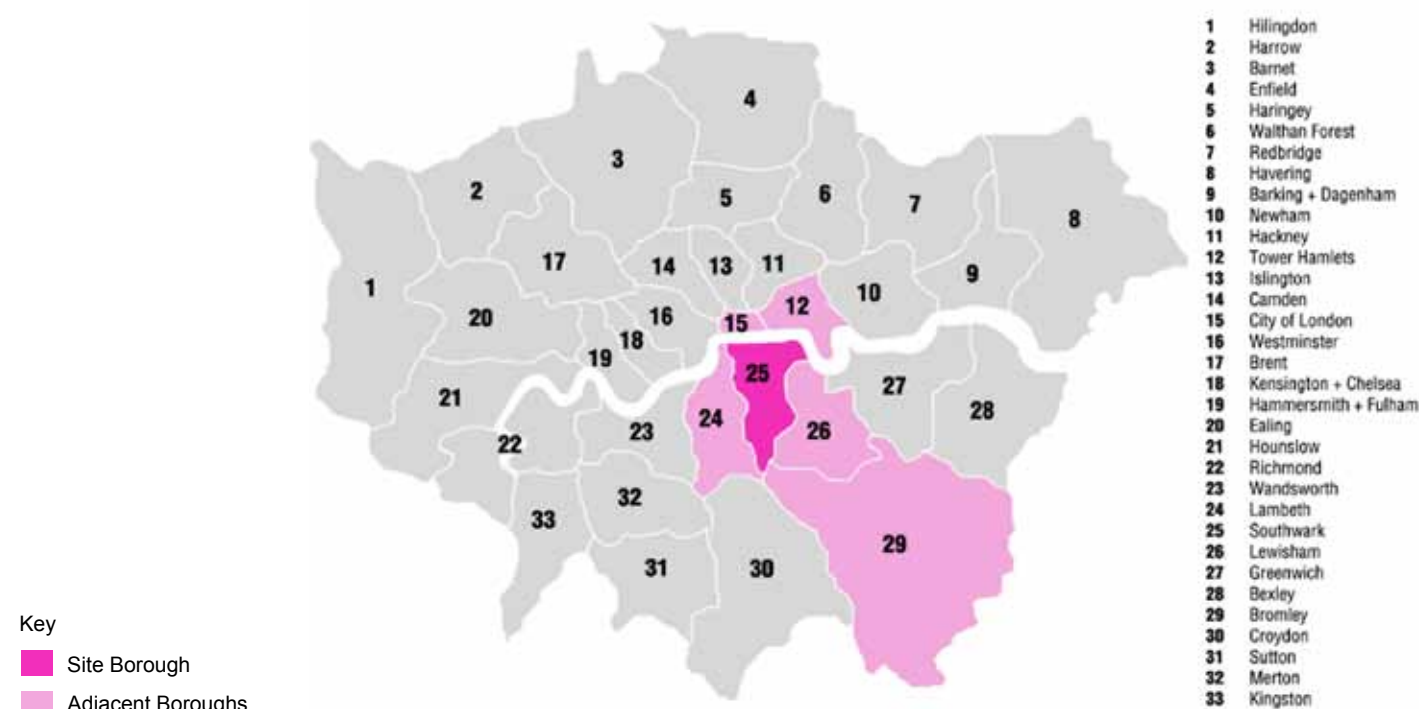 4
3
2
5
6
7
8
17
14
13
11
1
9
10
12
20
16
15
18
19
25
27
21
24
28
22
23
26
32
33
29
31
30
1 Hilingdon
2 Harrow
3 Barnet
4 Enfield
5 Haringey
6 Walthan Forest
7 Redbridge
8 Havering
9 Barking + Dagenham
10 Newham
11 Hackney
12 Tower Hamlets
13 Islington
14 Camden
15 City of London
16 Westminster
17 Brent
18 Kensington + Chelsea
19 Hammersmith + Fulham
20 Ealing
21 Hounslow
22 Richmond
23 Wandsworth
24 Lambeth
25 Southwark
26 Lewisham
27 Greenwich
28 Bexley
29 Bromley
30 Croydon
31 Sutton
32 Merton
33 Kingston
Key
Site Borough
Adjacent Boroughs